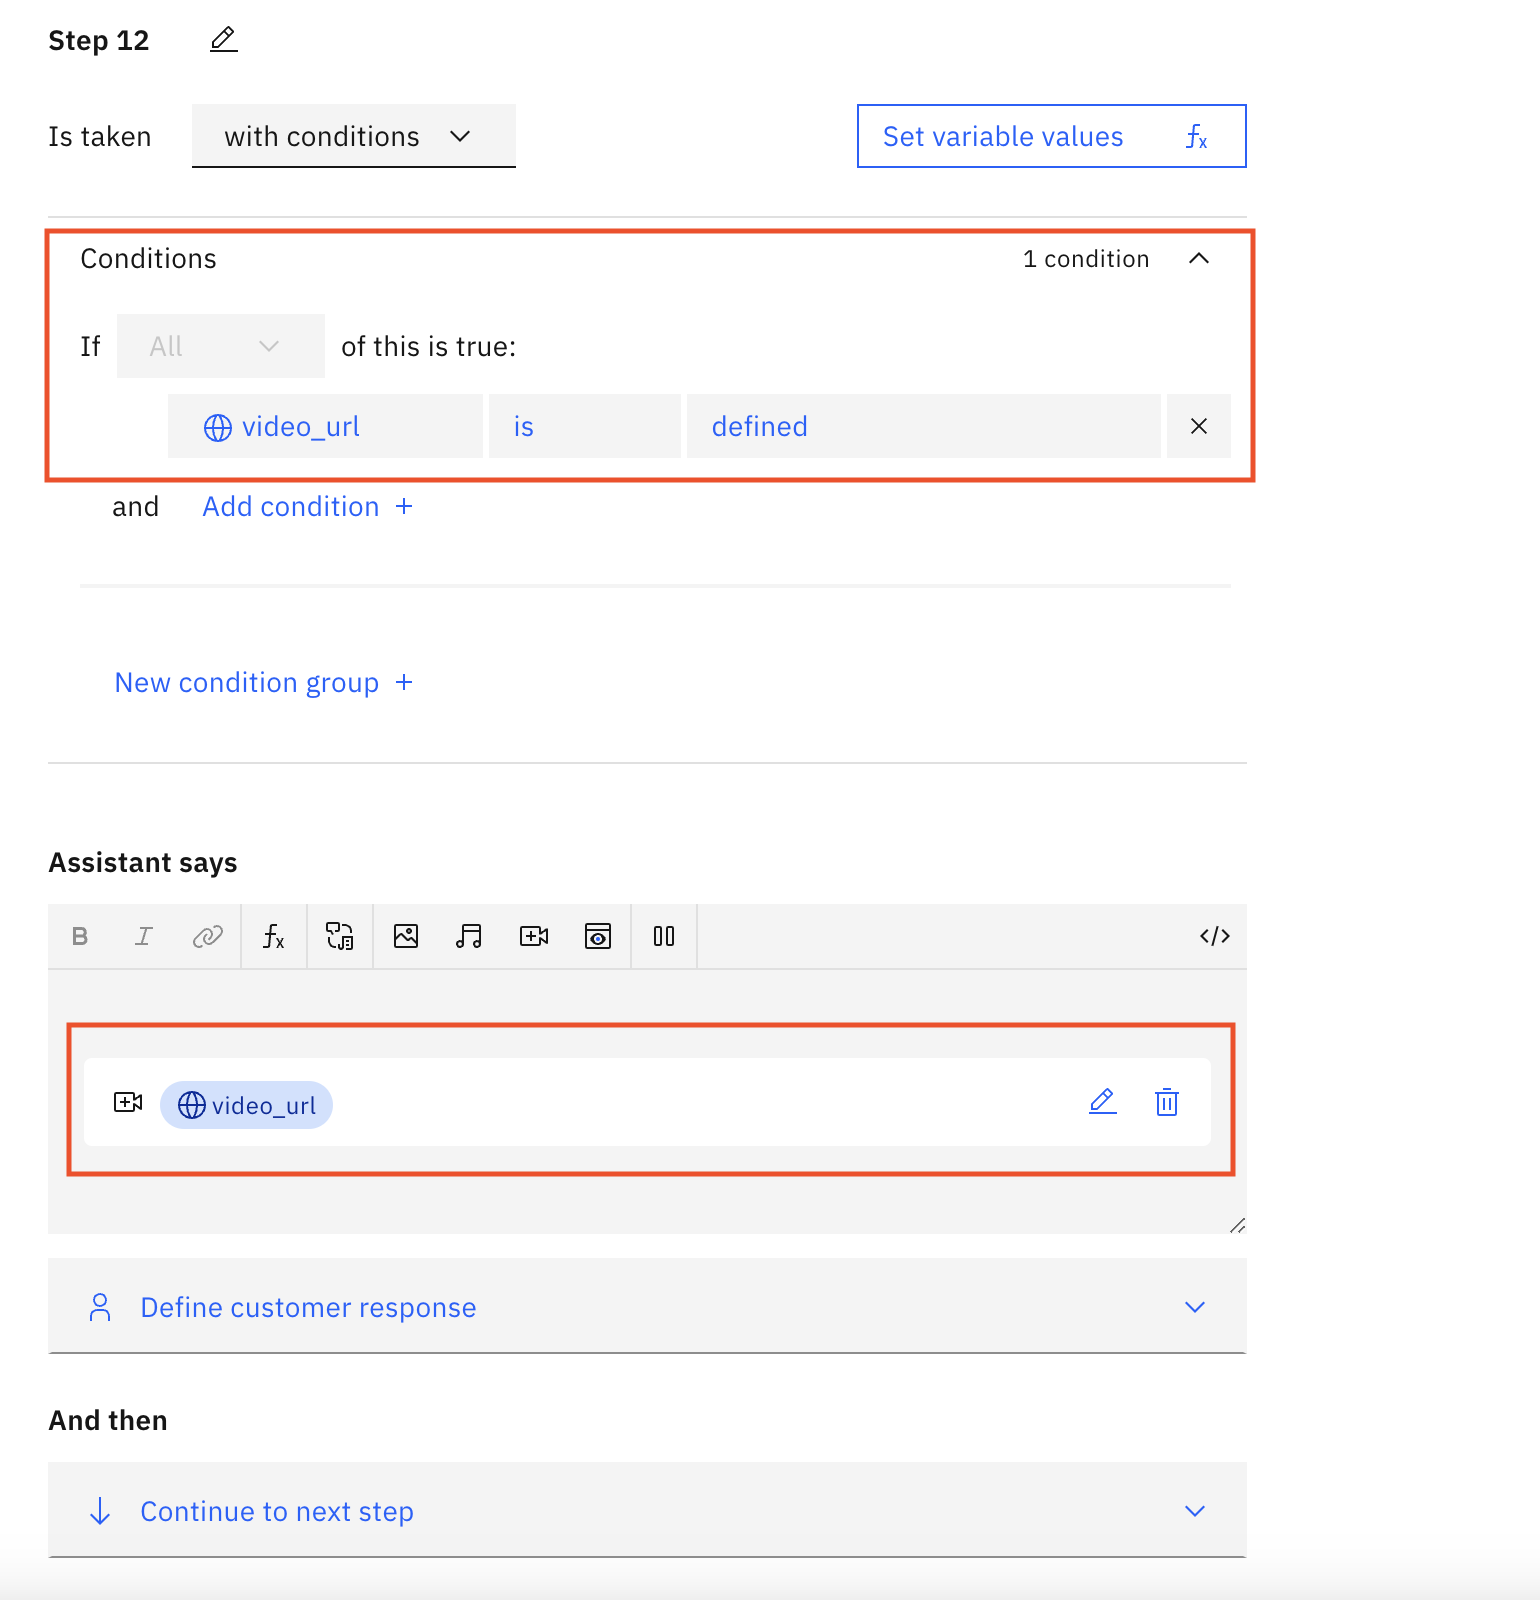 Step 12
Is taken with conditions Set variable values fx
Conditions 1 condition
If All of this is true:
video_url is defined
and Add condition +
New condition group +
Assistant says
B I fx </>
video_url
Define customer response
And then
Continue to next step